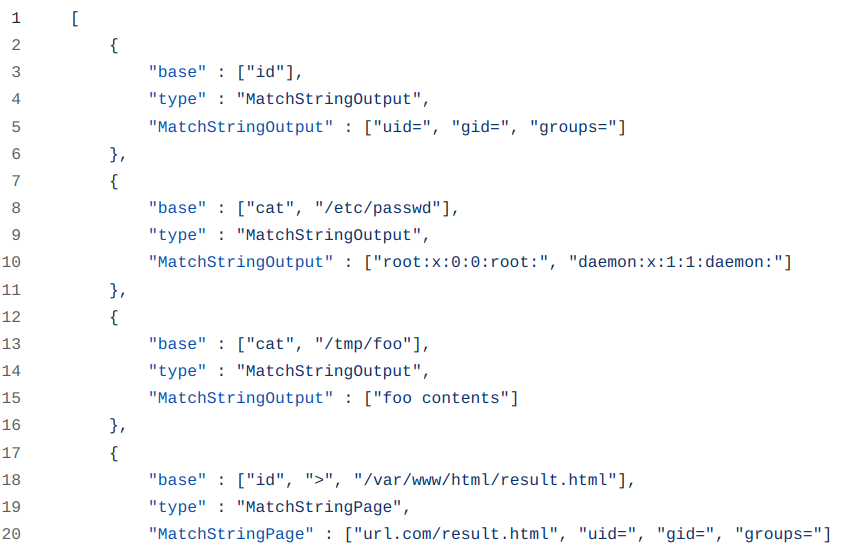 1 [
2 {
3 "base" : ["id"],
4 "type" : "MatchStringOutput",
5 "MatchStringOutput" : ["uid=", "gid=", "groups="]
6 },
7 {
8 "base" : ["cat", "/etc/passwd"],
9 "type" : "MatchStringOutput",
10 "MatchStringOutput" : ["root:x:0:0:root:", "daemon:x:1:1:daemon:"]
11 },
12 {
13 "base" : ["cat", "/tmp/foo"],
14 "type" : "MatchStringOutput",
15 "MatchStringOutput" : ["foo contents"]
16 },
17 {
18 "base" : ["id", ">", "/var/www/html/result.html"],
19 "type" : "MatchStringPage",
20 "MatchStringPage" : ["url.com/result.html", "uid=", "gid=", "groups="]